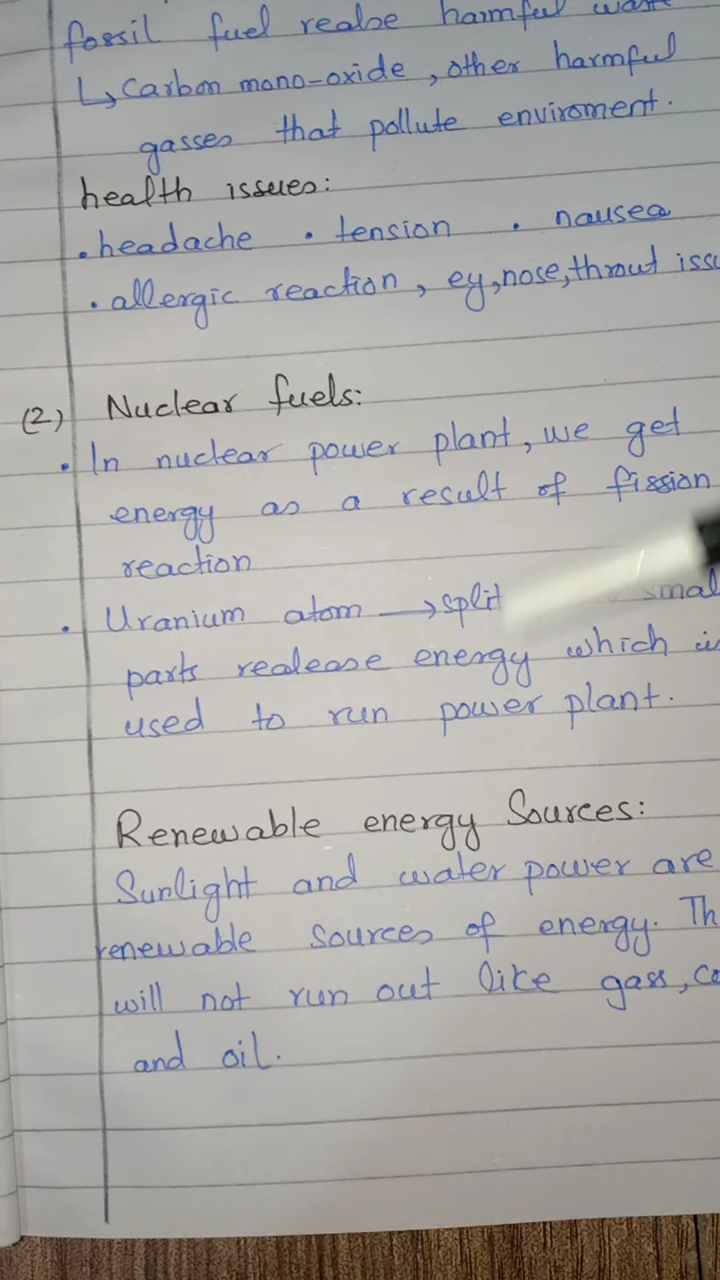 fossil fuel realse harmful
↳ Carbon mono-oxide, other harmful
gasses that pollute enviroment.
health issues:
• headache • tension • nausea
• allergic reaction, ey, nose, throut
(2) Nuclear fuels:
• In nuclear power plant, we get
energy as a result of fission
reaction
• Uranium atom → split
parts realease energy which
used to run power plant.
Renewable energy Sources:
Sunlight and water power are
renewable sources of energy.
will not run out like gass,
and oil.